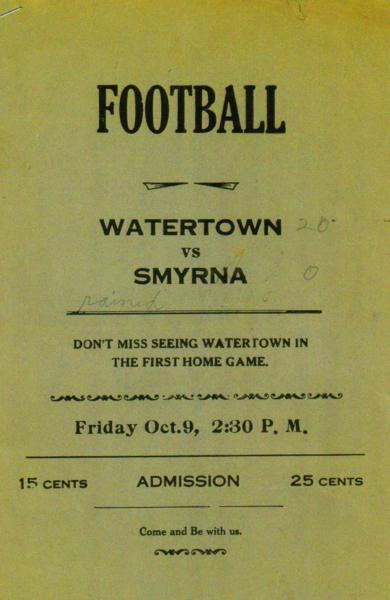 FOOTBALL
WATERTOWN 20
vs
SMYRNA 0
rained
DON'T MISS SEEING WATERTOWN IN
THE FIRST HOME GAME.
Friday Oct. 9, 2:30 P. M.
15 CENTS ADMISSION 25 CENTS
Come and Be with us.